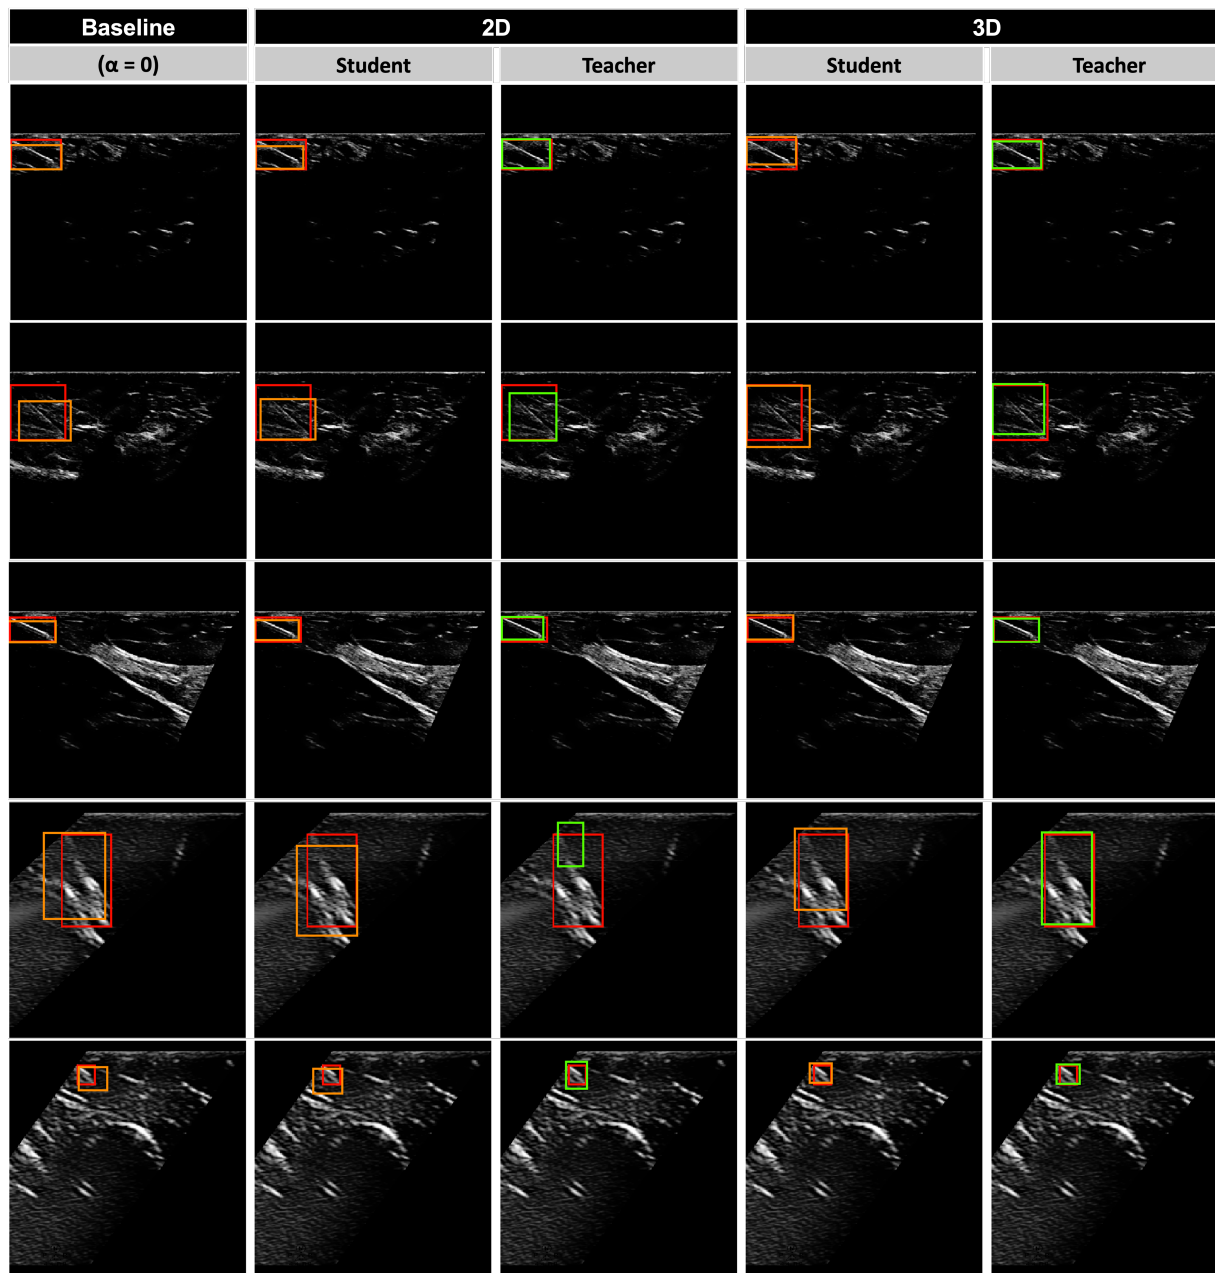 Baseline 2D 3D
(α = 0) Student Teacher Student Teacher